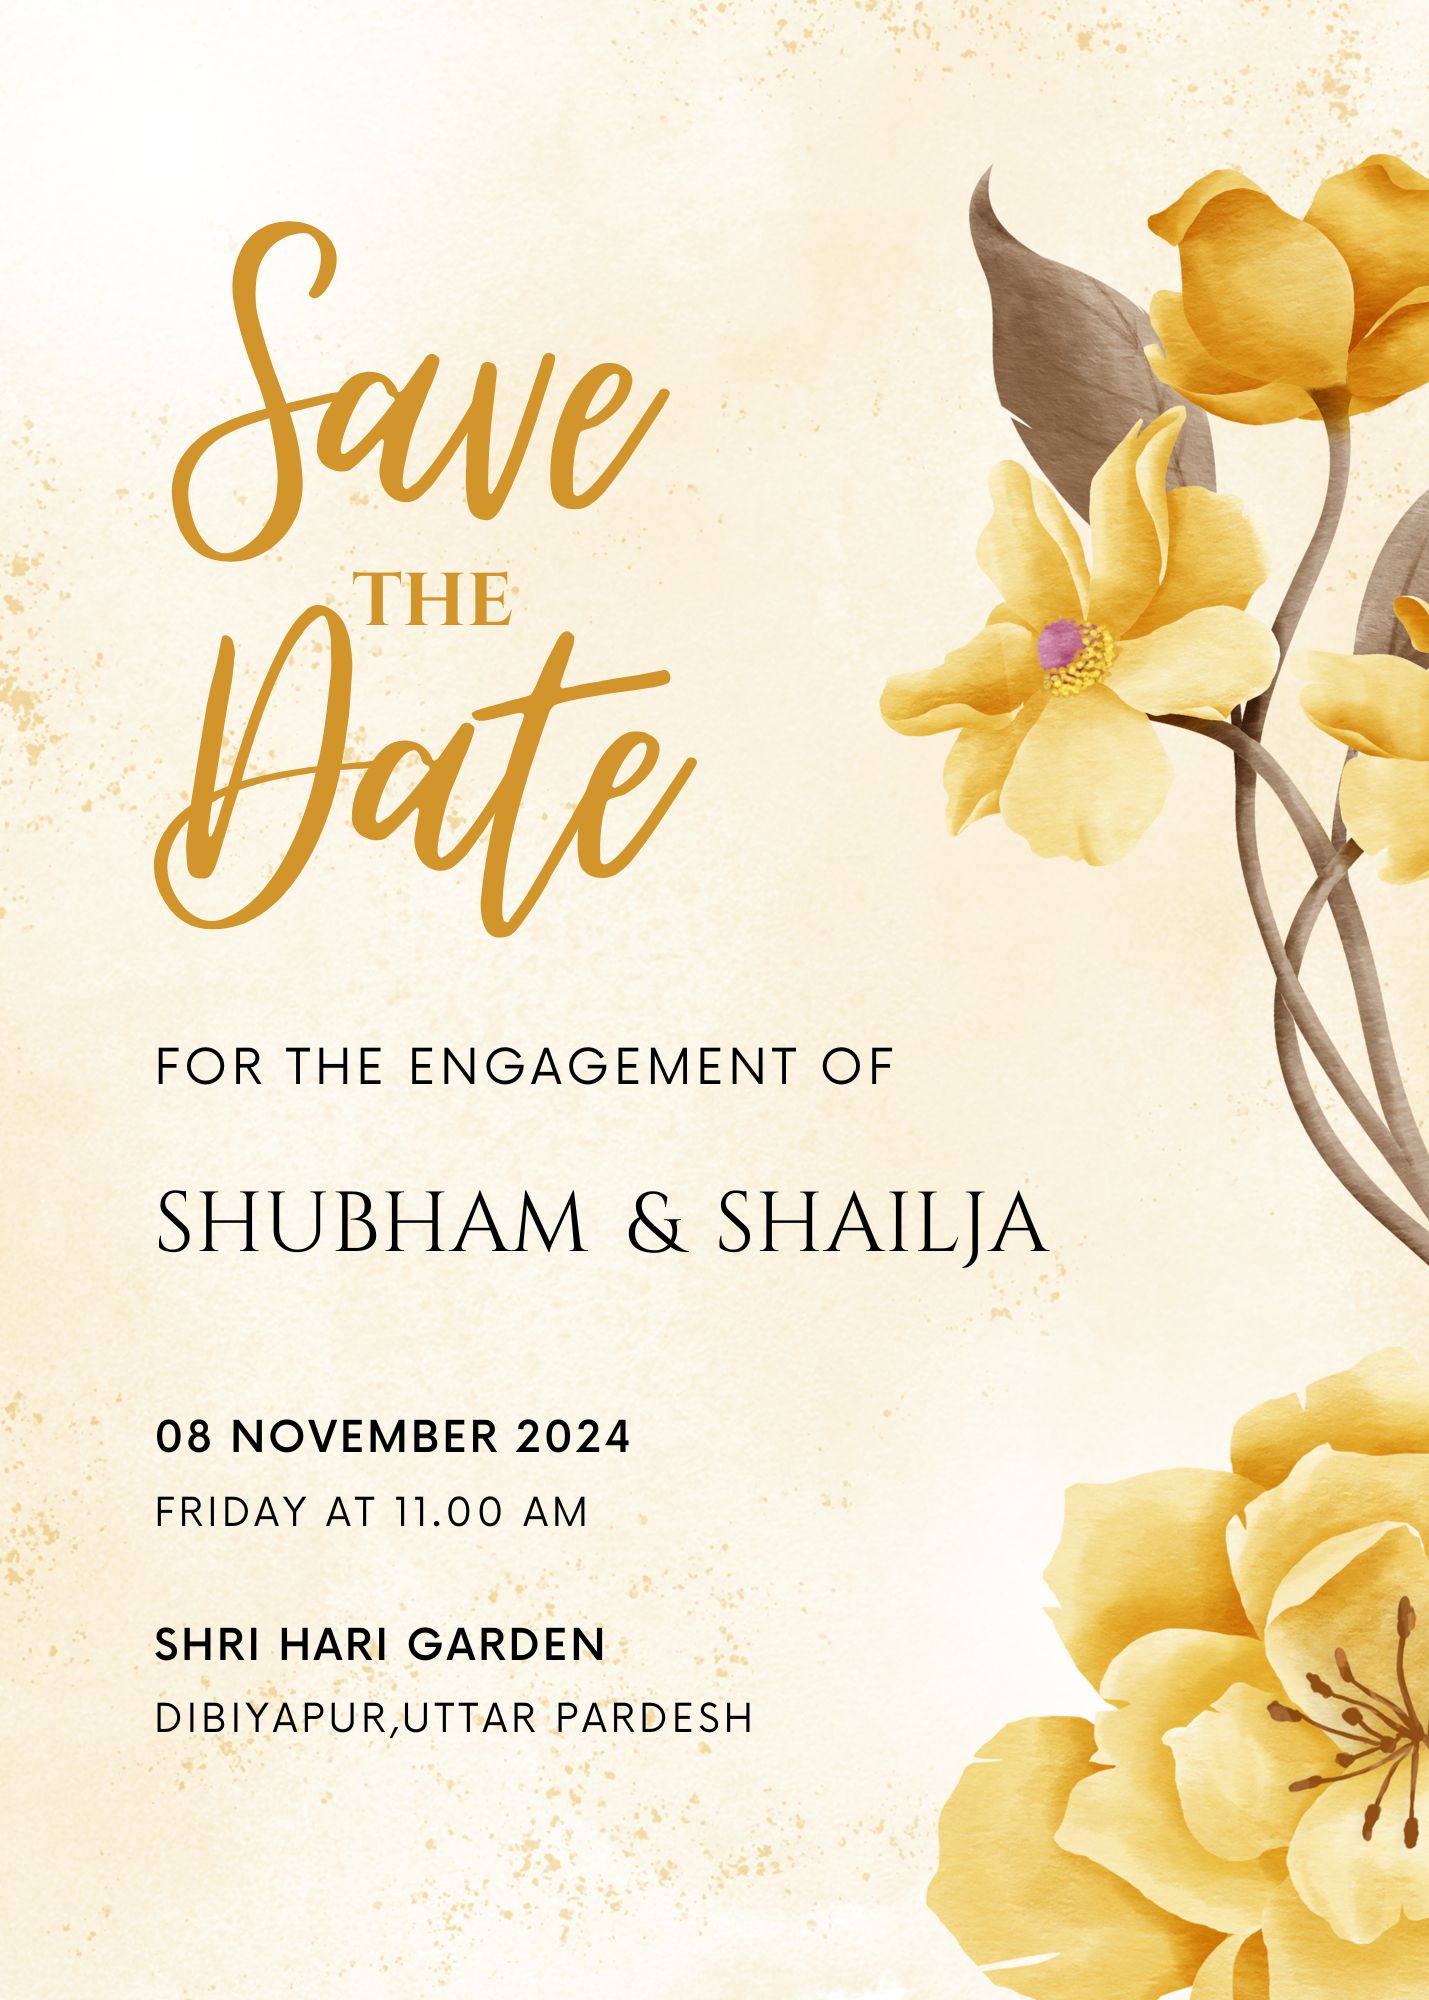 Save
THE
Date
FOR THE ENGAGEMENT OF
SHUBHAM & SHAILJA
08 NOVEMBER 2024
FRIDAY AT 11.00 AM
SHRI HARI GARDEN
DIBIYAPUR,UTTAR PARDESH